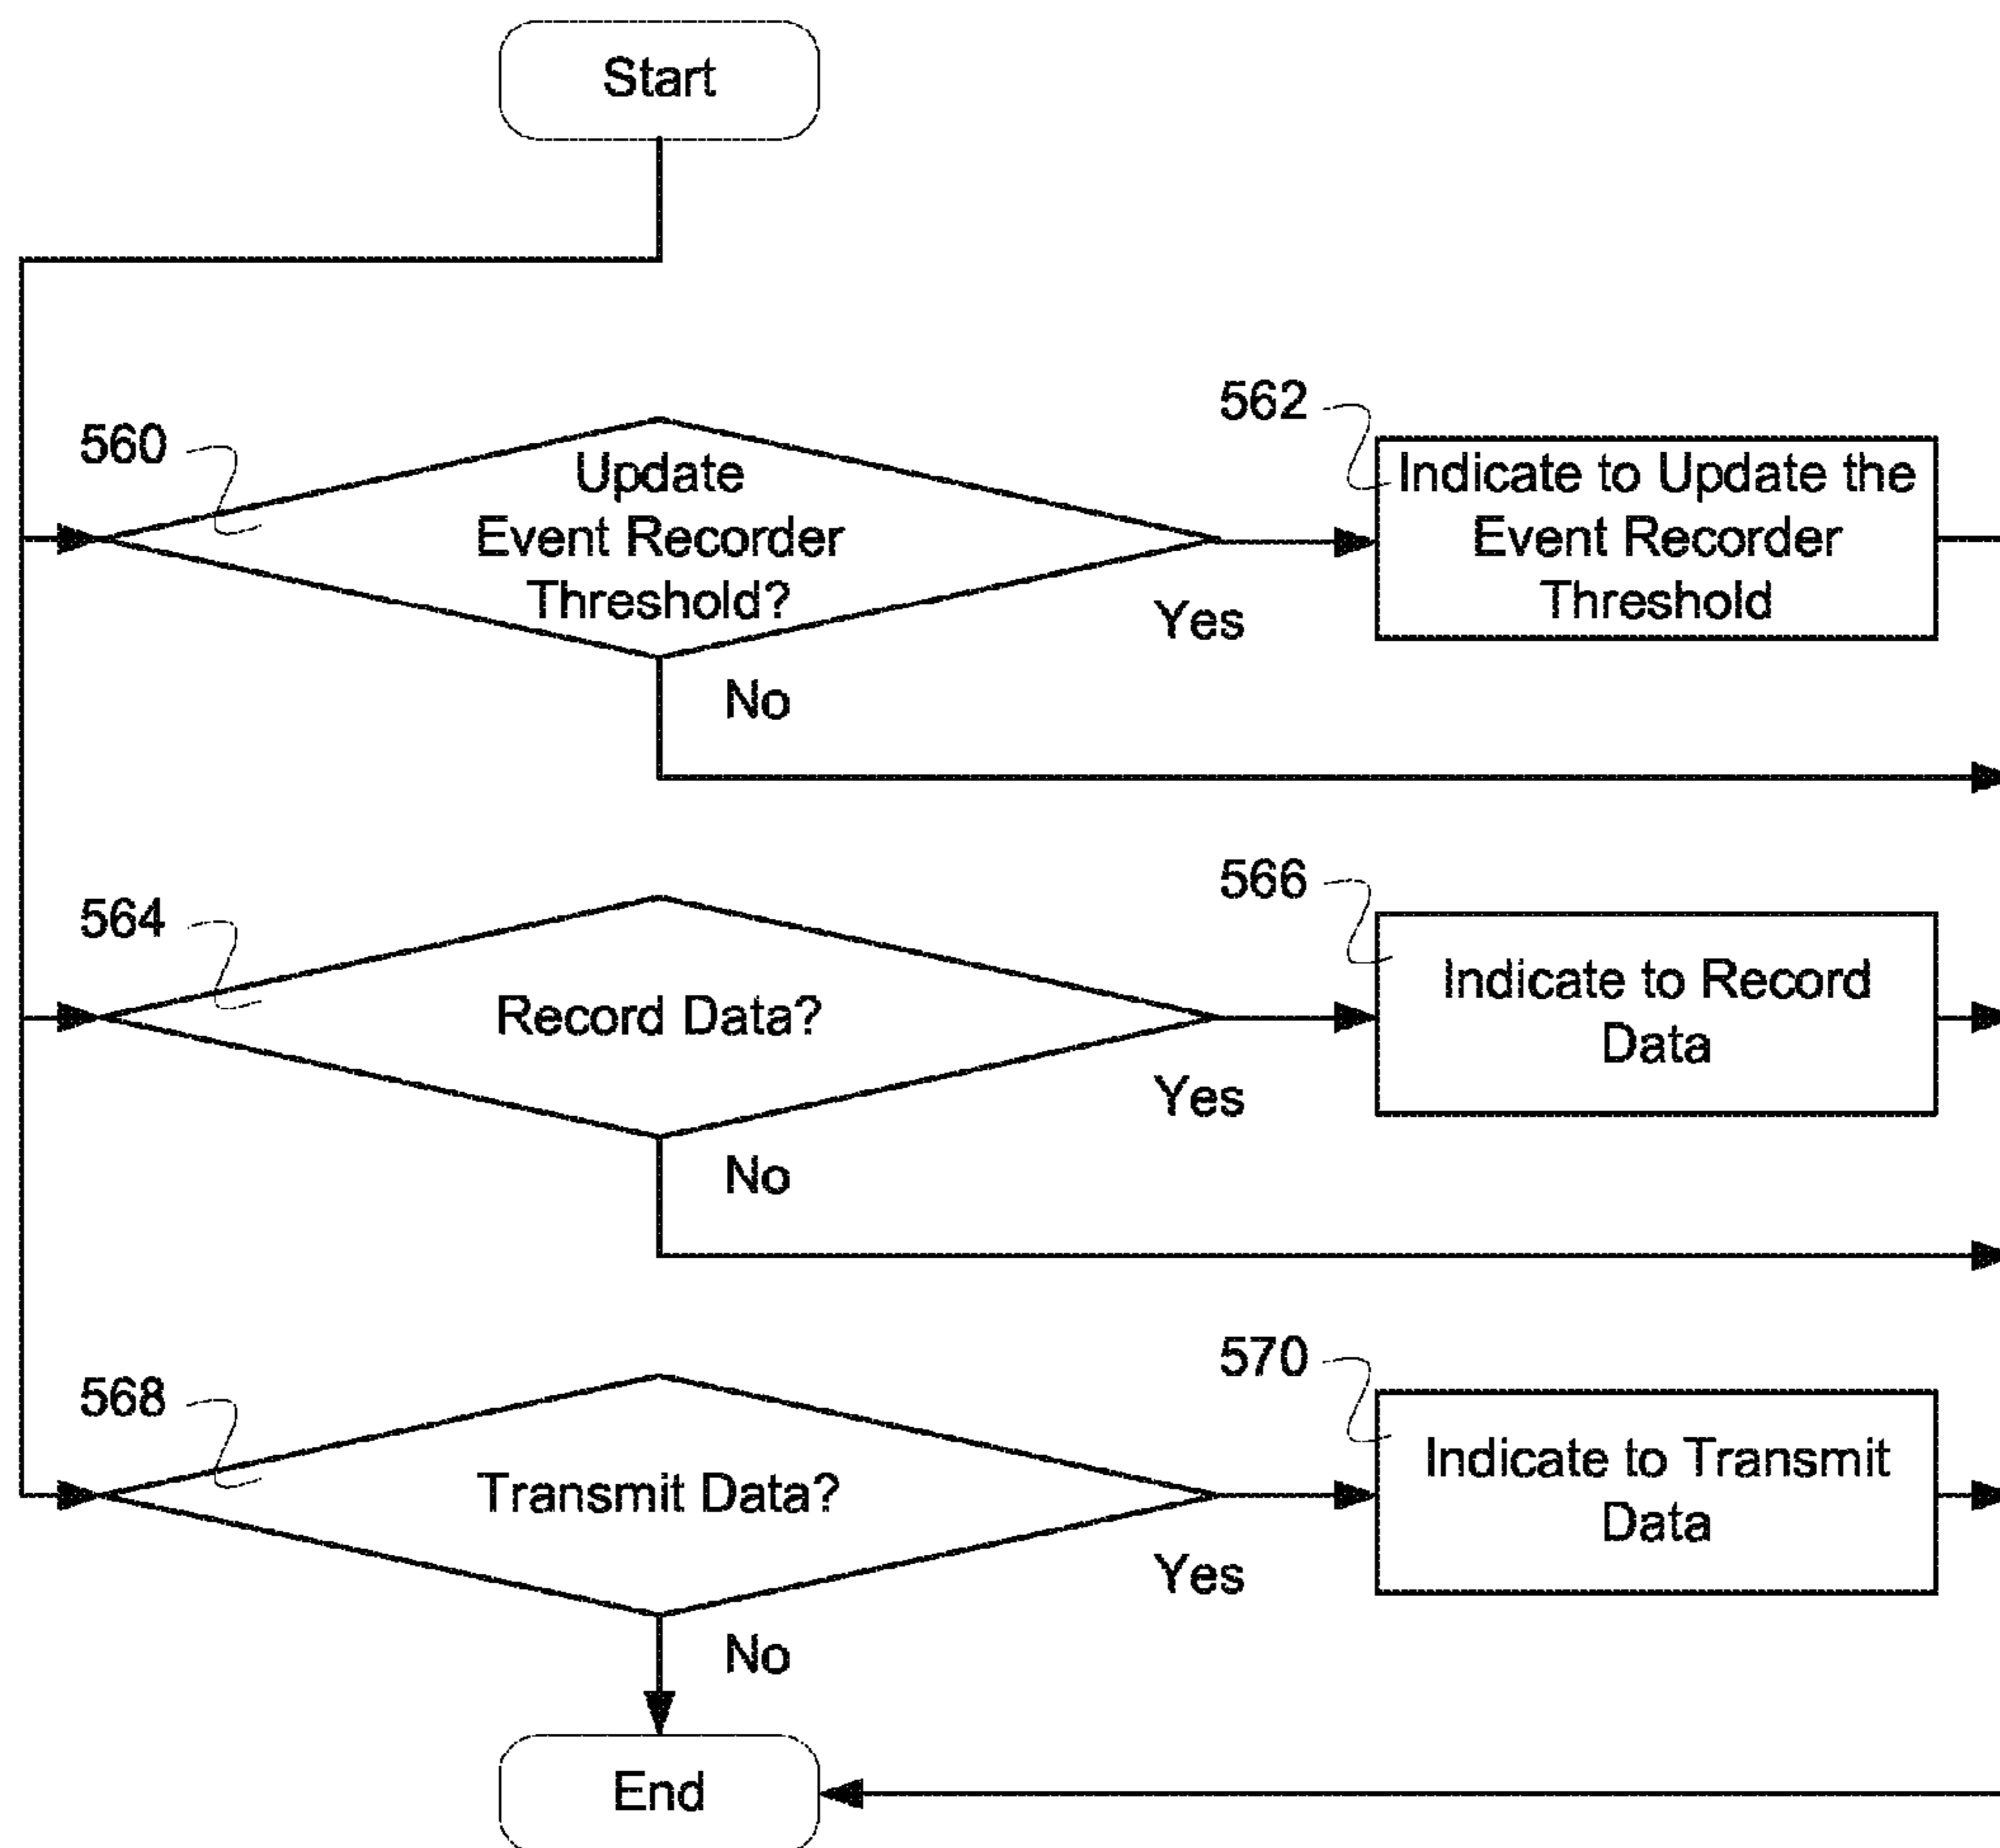 Start
560
Update
Event Recorder
Threshold?
Yes
No
562
Indicate to Update the
Event Recorder
Threshold
564
Record Data?
Yes
No
566
Indicate to Record
Data
568
Transmit Data?
Yes
No
570
Indicate to Transmit
Data
End